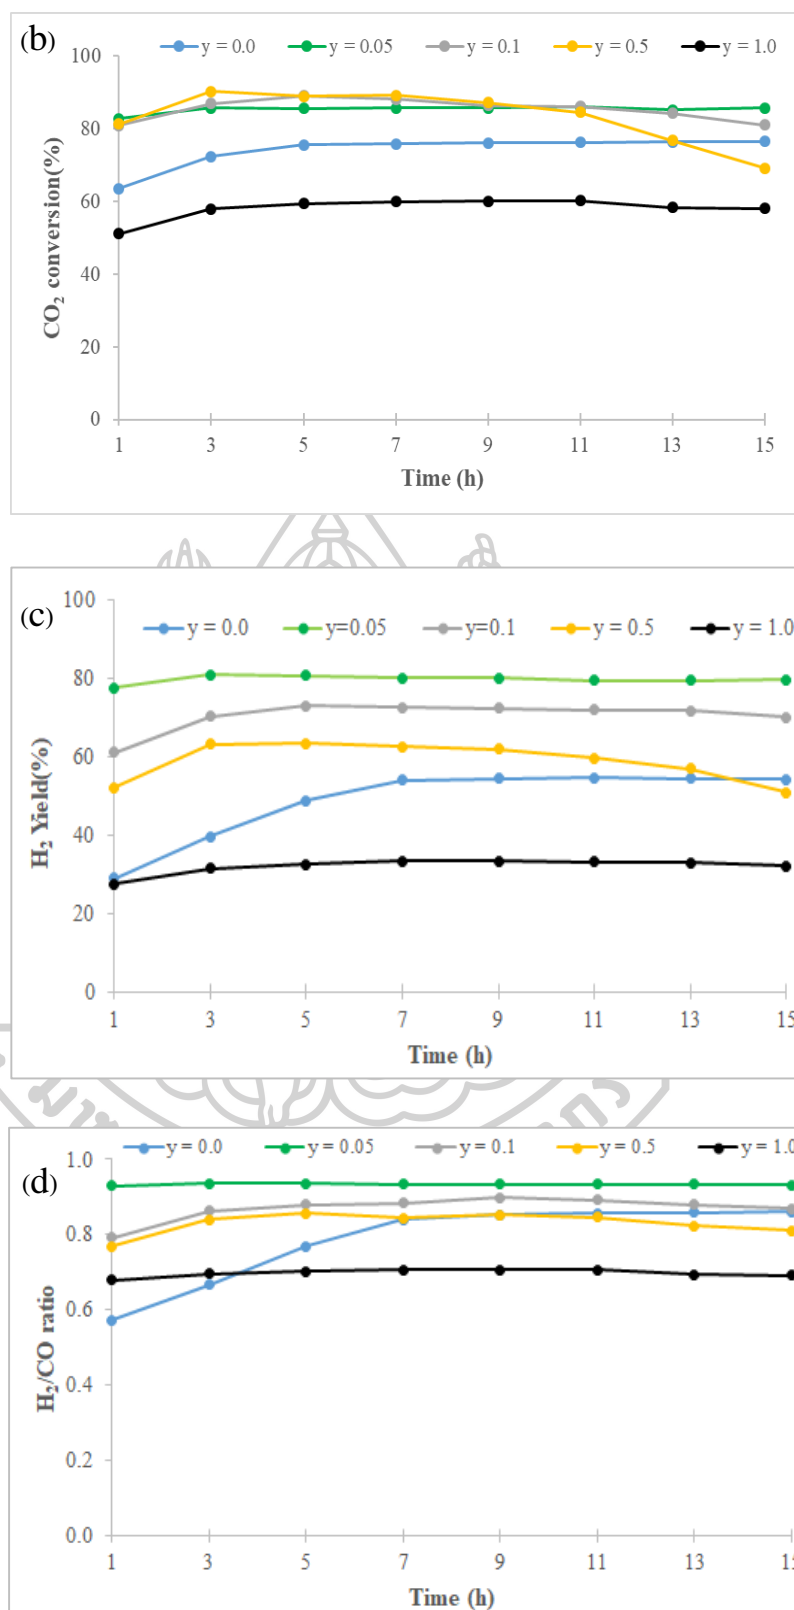 (b)
y = 0.0 y = 0.05 y = 0.1 y = 0.5 y = 1.0
100
80
60
40
20
0
CO₂ conversion(%)
1 3 5 7 9 11 13 15
Time (h)
(c)
y = 0.0 y=0.05 y=0.1 y = 0.5 y = 1.0
100
80
60
40
20
0
H₂ Yield(%)
1 3 5 7 9 11 13 15
Time (h)
(d)
y = 0.0 y = 0.05 y = 0.1 y = 0.5 y = 1.0
1.0
0.8
0.6
0.4
0.2
0.0
H₂/CO ratio
1 3 5 7 9 11 13 15
Time (h)